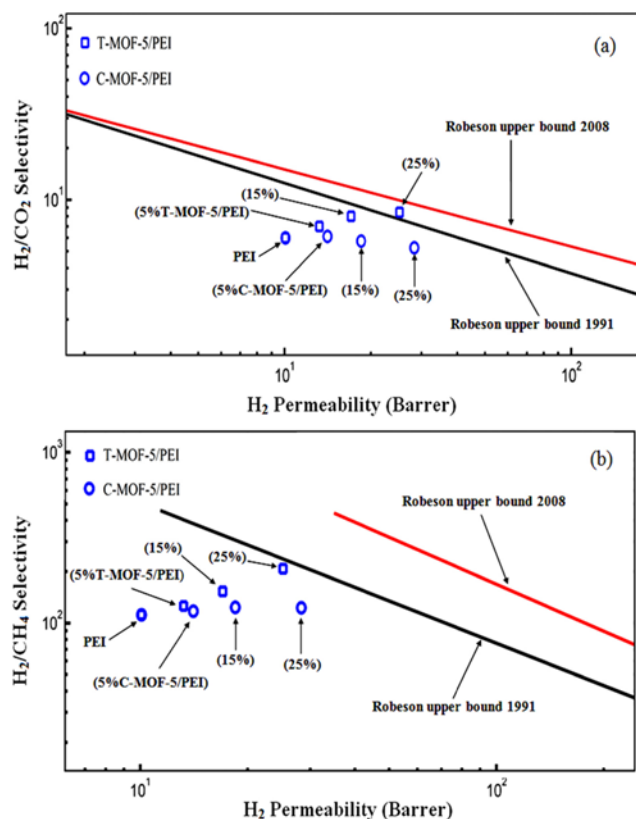 10²
T-MOF-5/PEI
(a)
C-MOF-5/PEI
Robeson upper bound 2008
(25%)
(15%)
10¹
(5%T-MOF-5/PEI)
PEI
(5%C-MOF-5/PEI)
(15%)
(25%)
Robeson upper bound 1991
H₂/CO₂ Selectivity
10¹
10²
H₂ Permeability (Barrer)
10³
T-MOF-5/PEI
(b)
C-MOF-5/PEI
Robeson upper bound 2008
(15%)
(25%)
(5%T-MOF-5/PEI)
10²
PEI
(15%)
(25%)
(5%C-MOF-5/PEI)
Robeson upper bound 1991
H₂/CH₄ Selectivity
10¹
10²
H₂ Permeability (Barrer)